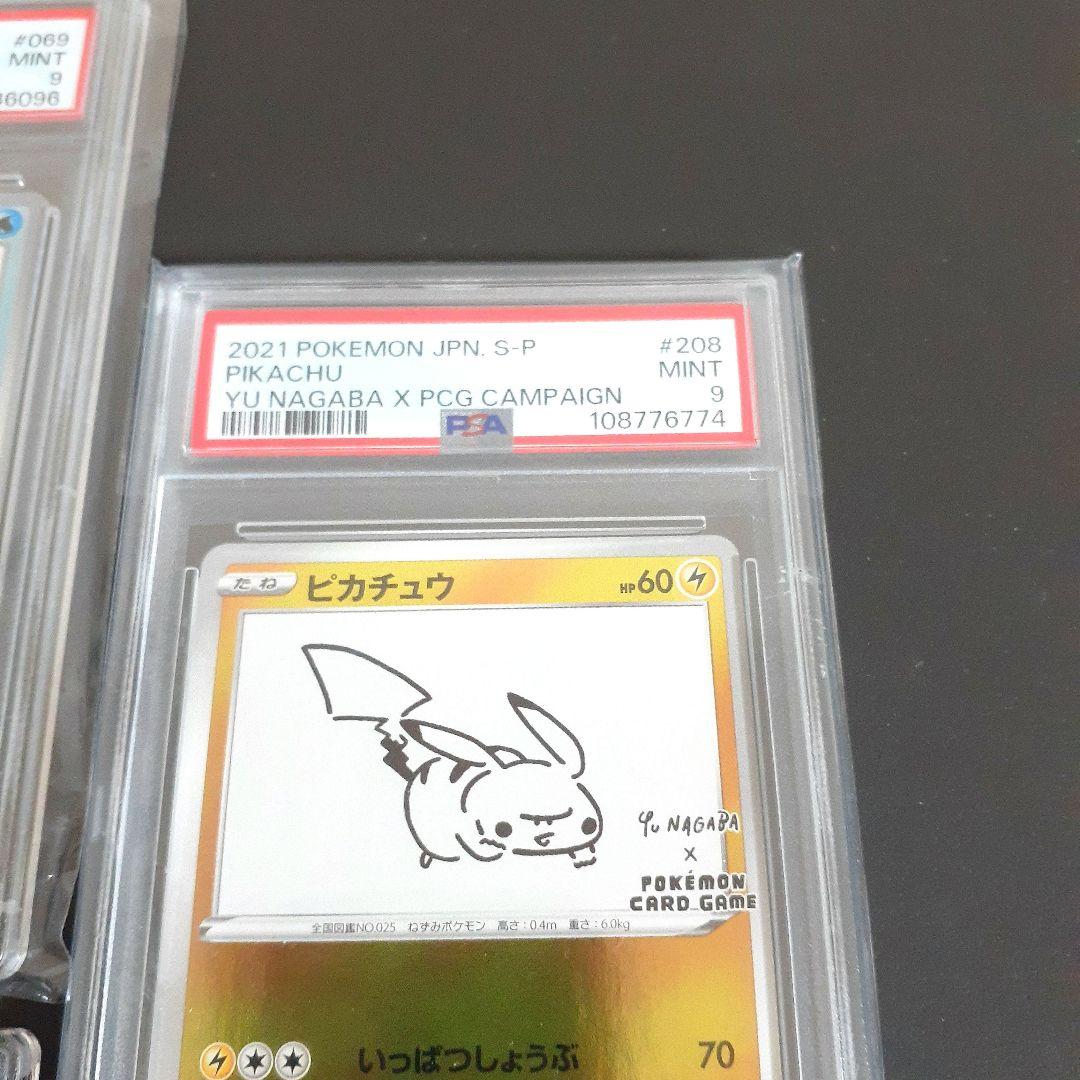 #069
MINT
9
36096
2021 POKEMON JPN. S-P #208
PIKACHU MINT
YU NAGABA X PCG CAMPAIGN 9
PSA 108776774
たね ピカチュウ HP60
YU NAGABA
X
POKÉMON
CARD GAME
全国図鑑NO.025 ねずみポケモン 高さ:0.4m 重さ:6.0kg
いっぱつしょうぶ 70